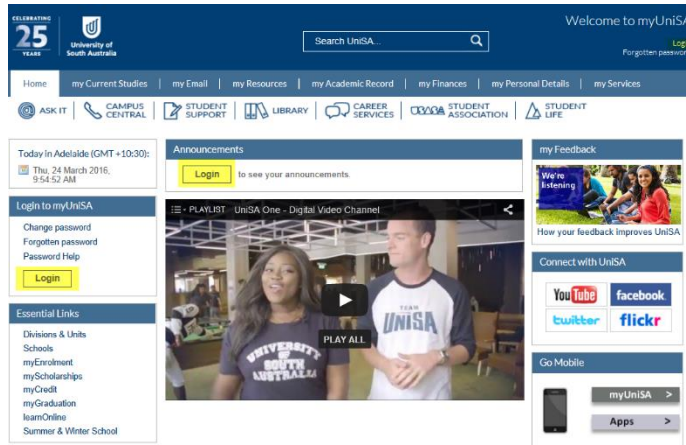 CELEBRATING
25
YEARS
University of
South Australia
Search UniSA...
Welcome to myUniSA
Log
Forgotten password
Home
my Current Studies
my Email
my Resources
my Academic Record
my Finances
my Personal Details
my Services
ASK IT
CAMPUS
CENTRAL
STUDENT
SUPPORT
LIBRARY
CAREER
SERVICES
STUDENT
ASSOCIATION
STUDENT
LIFE
Today in Adelaide (GMT +10:30):
Thu, 24 March 2016,
9:54:52 AM
Login to myUniSA
Change password
Forgotten password
Password Help
Login
Essential Links
Divisions & Units
Schools
myEnrolment
myScholarships
myCredit
myGraduation
learnOnline
Summer & Winter School
Announcements
Login to see your announcements.
PLAYLIST UniSA One - Digital Video Channel
PLAY ALL
UNIVERSITY OF
SOUTH
AUSTRALIA
TEAM
UNISA
my Feedback
We're
listening
How your feedback improves UniSA
Connect with UniSA
YouTube
facebook
twitter
flickr
Go Mobile
myUniSA >
Apps >